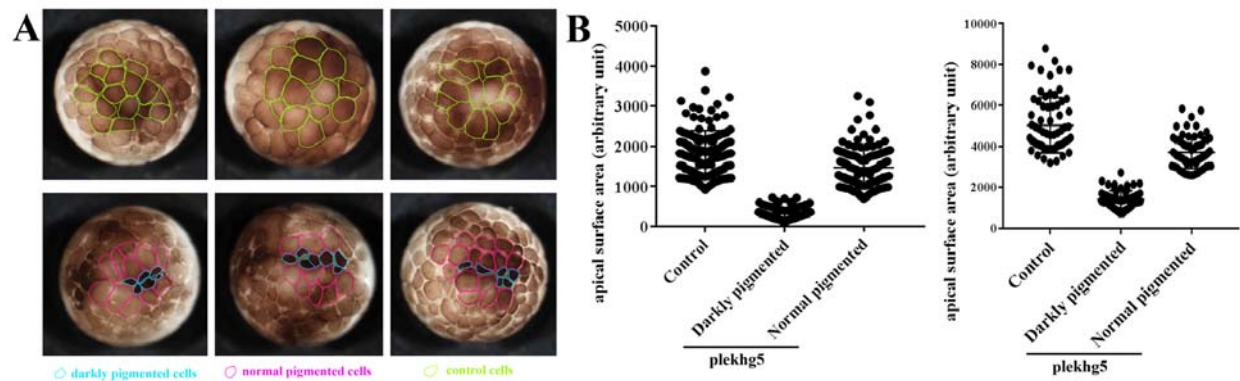 A
darkly pigmented cells
normal pigmented cells
control cells
B
apical surface area (arbitrary unit)
5000
4000
3000
2000
1000
0
Control
Darkly pigmented
Normal pigmented
plekhg5
apical surface area (arbitrary unit)
10000
8000
6000
4000
2000
0
Control
Darkly pigmented
Normal pigmented
plekhg5